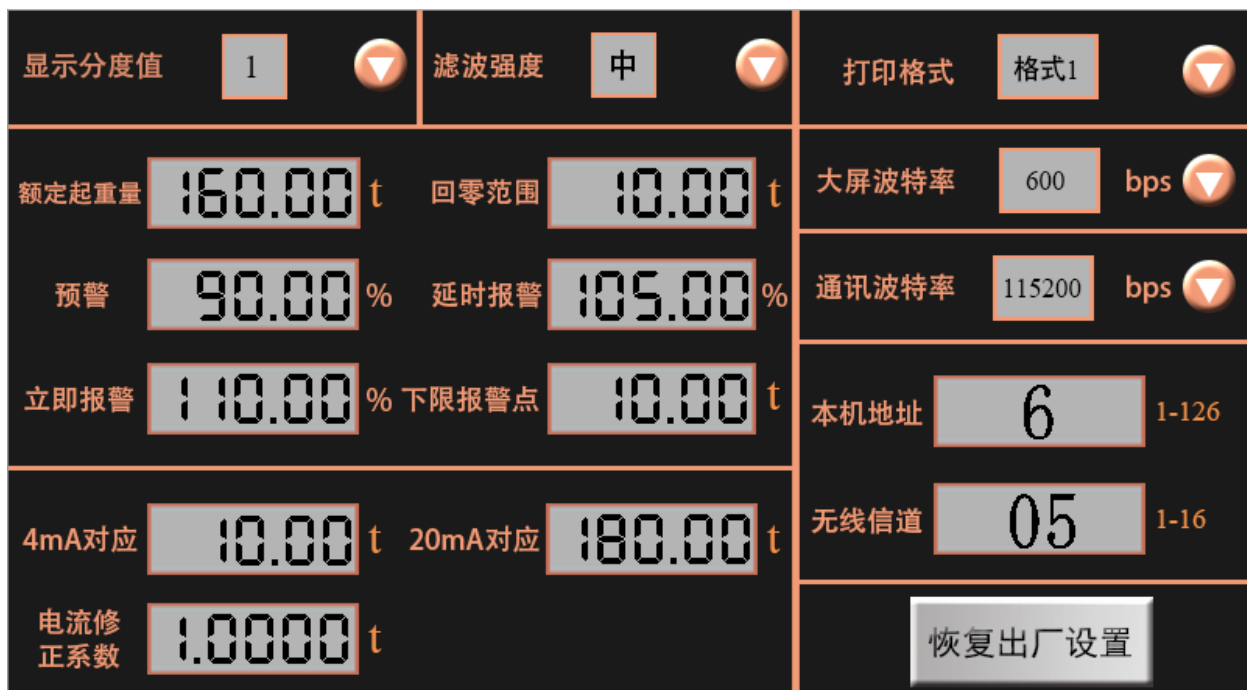 显示分度值 1 滤波强度 中 打印格式 格式1
额定起重量 160.00 t 回零范围 10.00 t 大屏波特率 600 bps
预警 90.00 % 延时报警 105.00 % 通讯波特率 115200 bps
立即报警 110.00 % 下限报警点 10.00 t 本机地址 6 1-126
4mA对应 10.00 t 20mA对应 180.00 t 无线信道 05 1-16
电流修
正系数 1.0000 t 恢复出厂设置